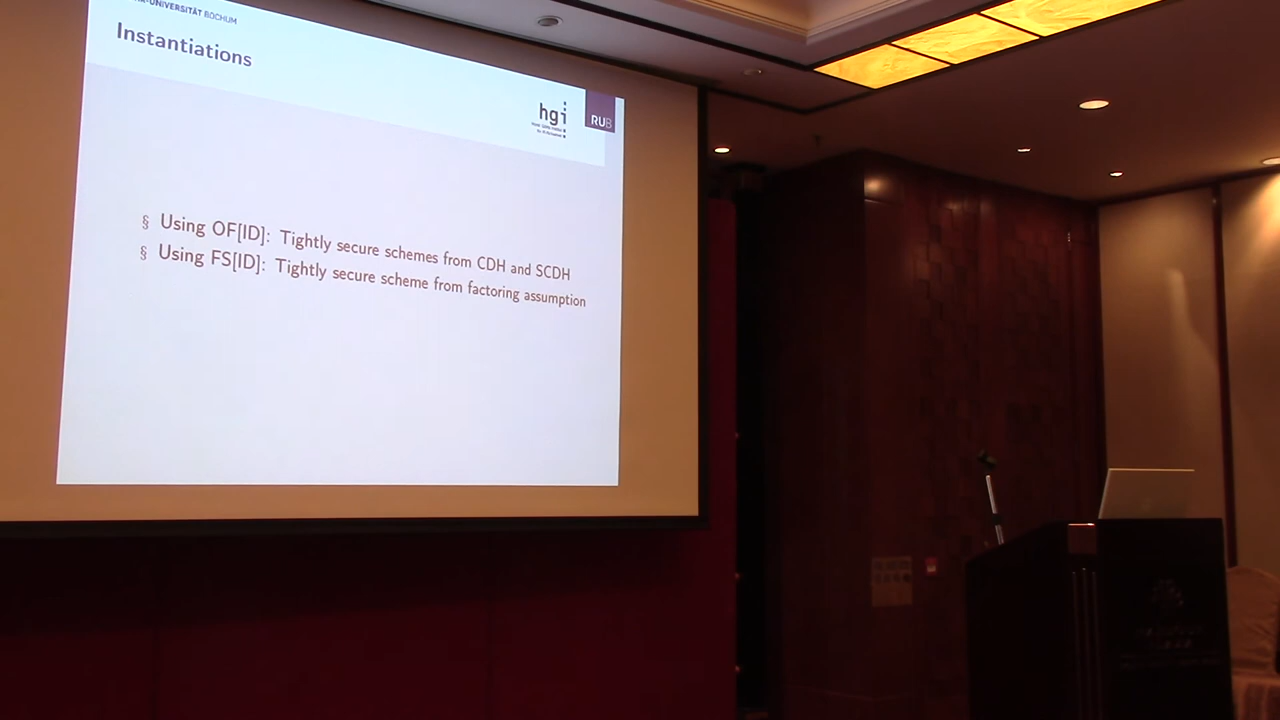 UNIVERSITÄT BOCHUM
Instantiations
hgi
RUB
§ Using OF[ID]: Tightly secure schemes from CDH and SCDH
§ Using FS[ID]: Tightly secure scheme from factoring assumption